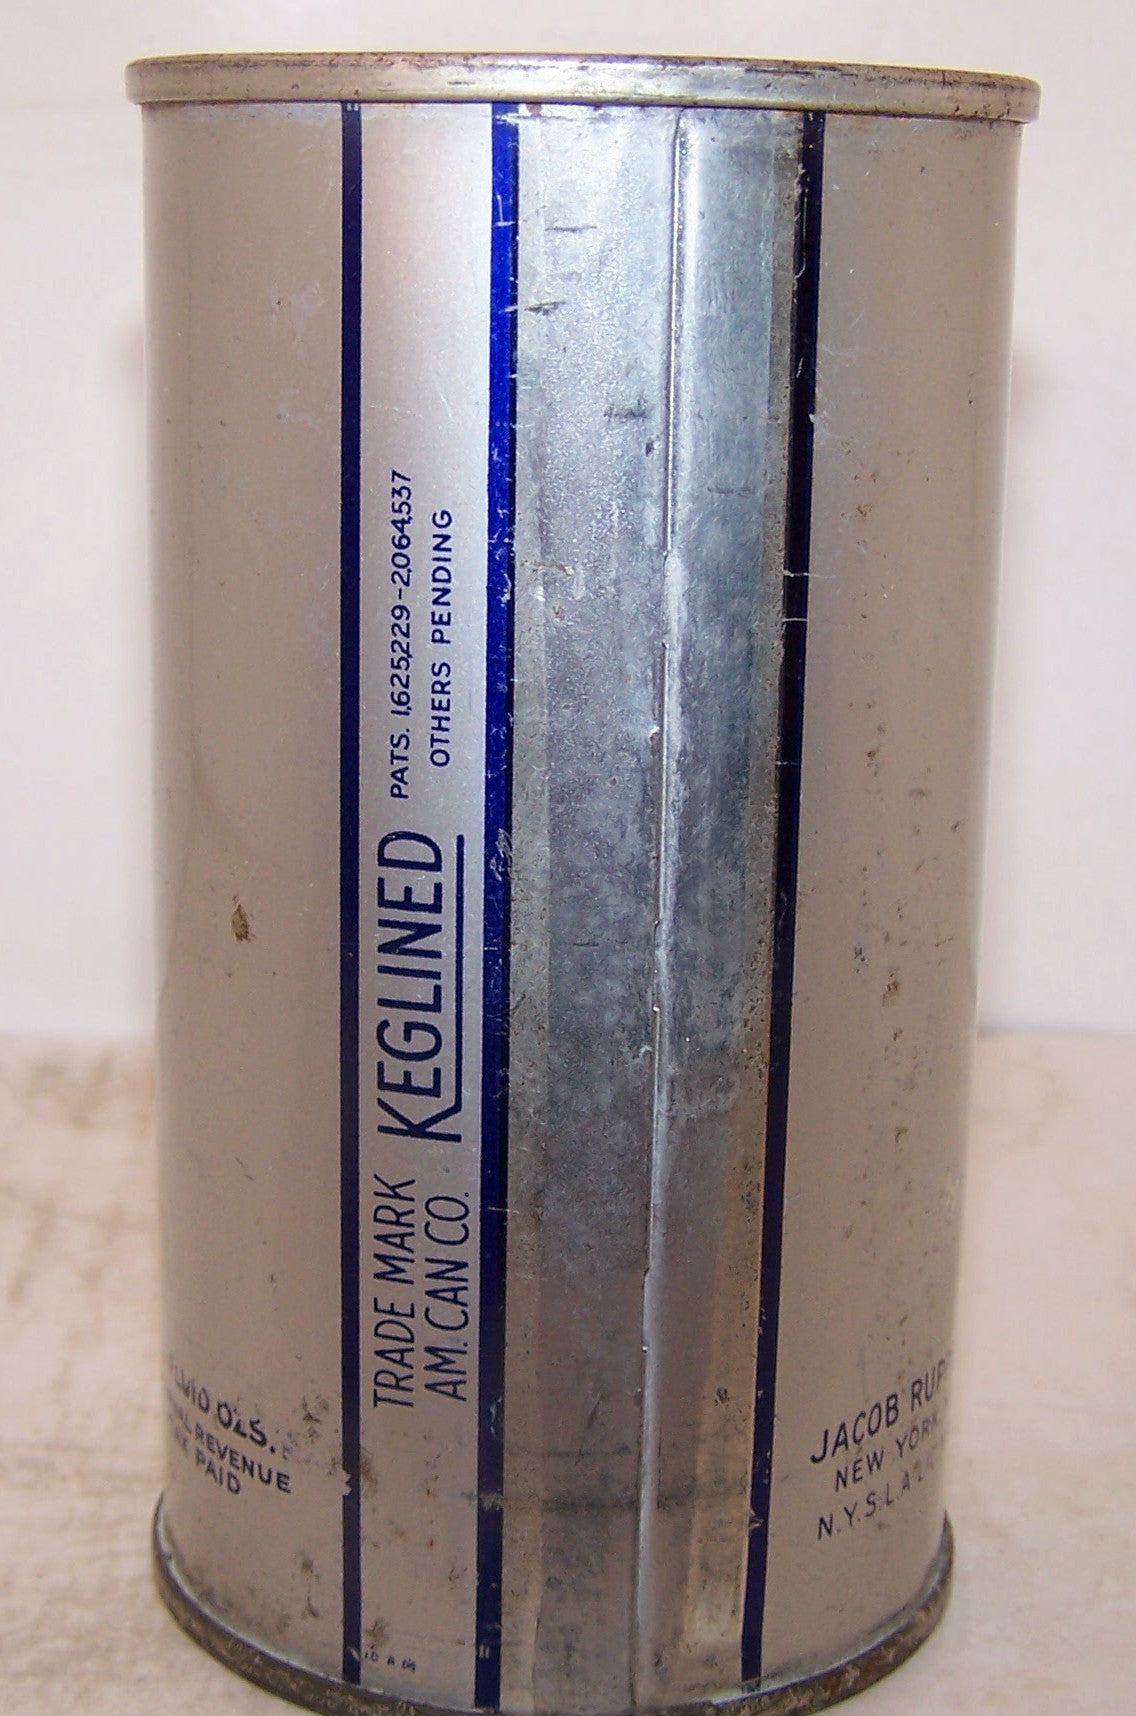 TRADE MARK KEGLINED PATS. 1,625,229-2,064,537
AM. CAN CO. OTHERS PENDING
OZS.
REVENUE
PAID
JACOB
NEW YORK
N.Y.S.L.A.